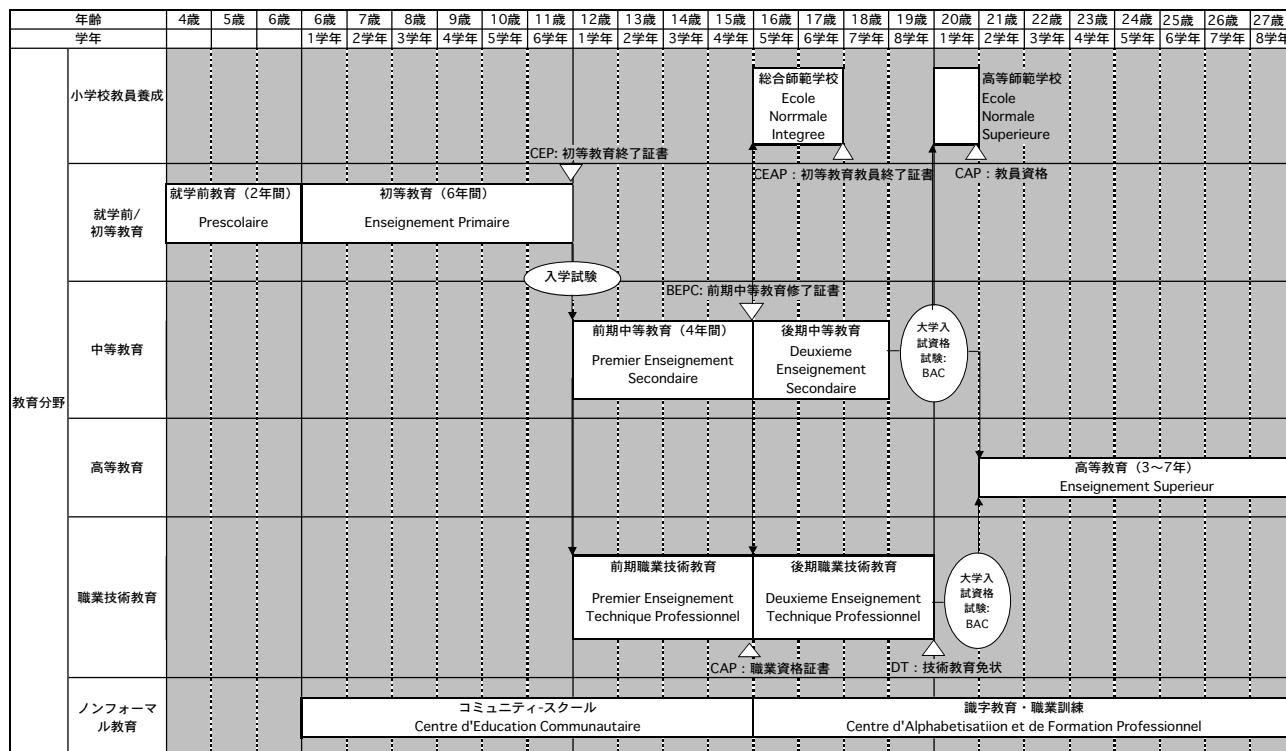 年齢 4歳 5歳 6歳 6歳 7歳 8歳 9歳 10歳 11歳 12歳 13歳 14歳 15歳 16歳 17歳 18歳 19歳 20歳 21歳 22歳 23歳 24歳 25歳 26歳 27歳
学年 1学年 2学年 3学年 4学年 5学年 6学年 1学年 2学年 3学年 4学年 5学年 6学年 7学年 8学年 1学年 2学年 3学年 4学年 5学年 6学年 7学年 8学年
教育分野
小学校教員養成
総合師範学校
Ecole
Norrmale
Integree
高等師範学校
Ecole
Normale
Superieure
CEP: 初等教育終了証書
CEAP：初等教育教員終了証書
CAP：教員資格
就学前/
初等教育
就学前教育（2年間）
Prescolaire
初等教育（6年間）
Enseignement Primaire
入学試験
BEPC: 前期中等教育修了証書
中等教育
前期中等教育（4年間）
Premier Enseignement
Secondaire
後期中等教育
Deuxieme
Enseignement
Secondaire
大学入
試資格
試験:
BAC
高等教育
高等教育（3〜7年）
Enseignement Superieur
職業技術教育
前期職業技術教育
Premier Enseignement
Technique Professionnel
後期職業技術教育
Deuxieme Enseignement
Technique Professionnel
大学入
試資格
試験:
BAC
CAP：職業資格証書
DT：技術教育免状
ノンフォーマ
ル教育
コミュニティ-スクール
Centre d'Education Communautaire
識字教育・職業訓練
Centre d'Alphabetisatiion et de Formation Professionnel